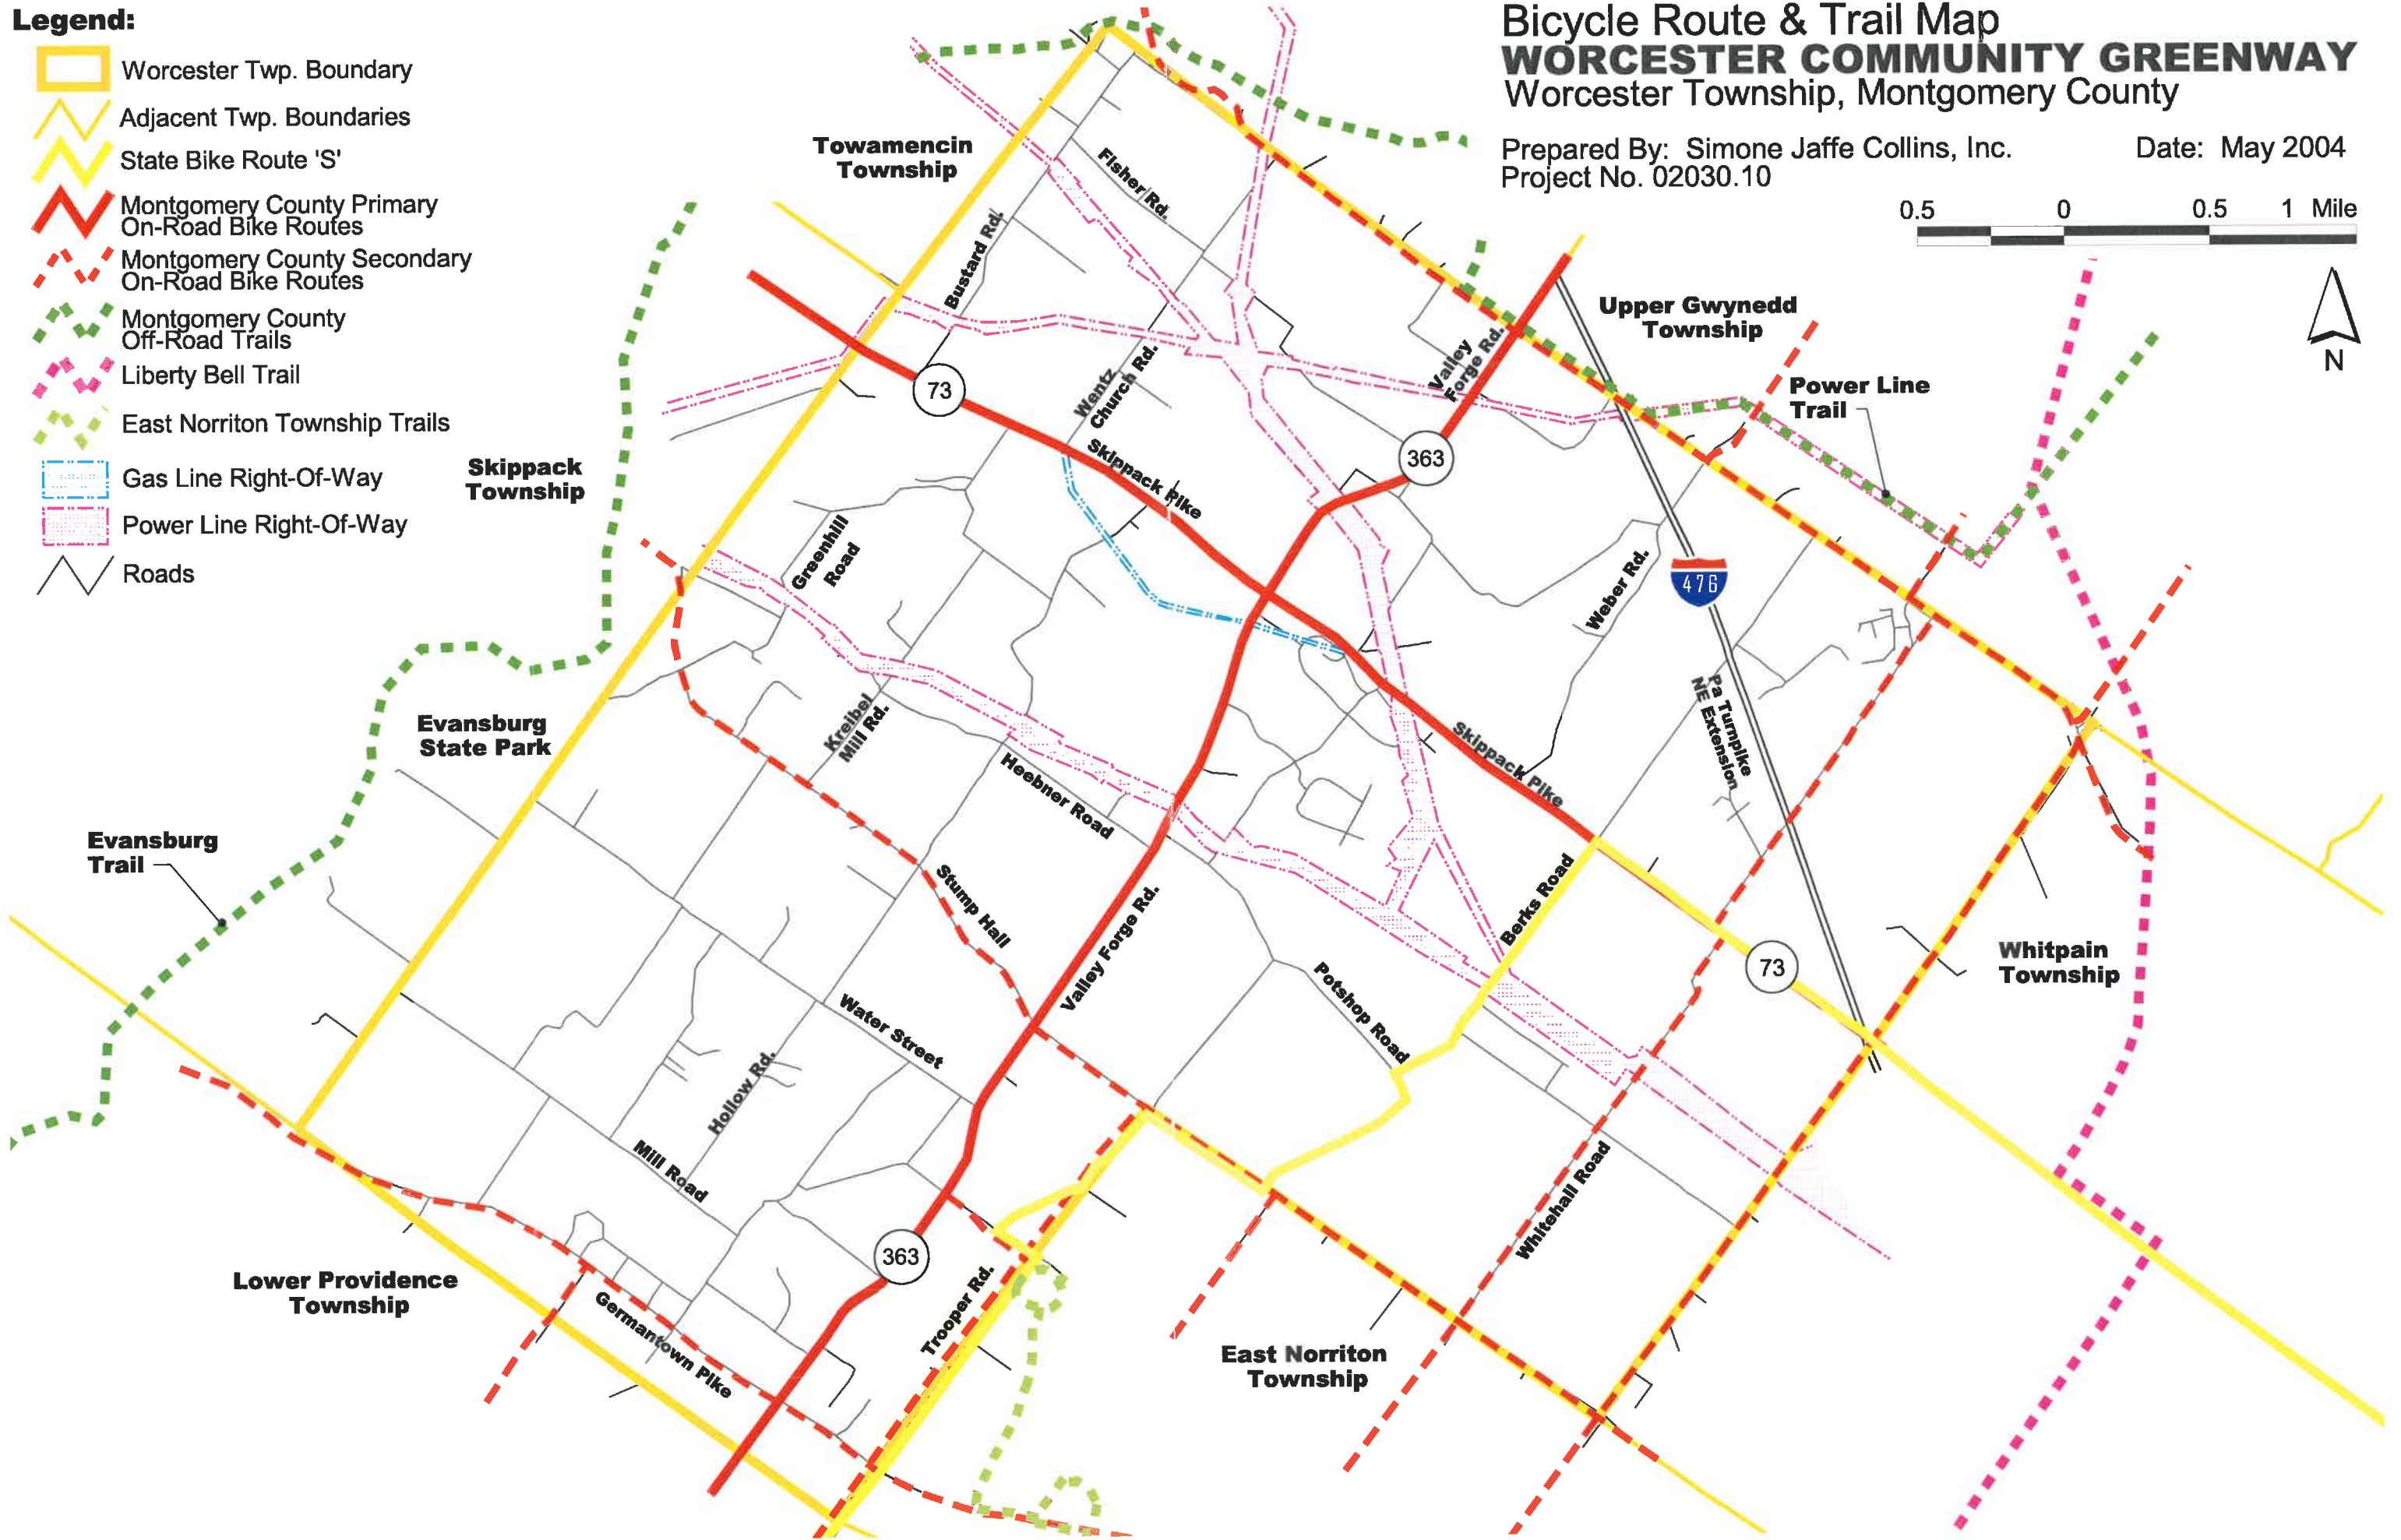 Legend:
Worcester Twp. Boundary
Adjacent Twp. Boundaries
State Bike Route 'S'
Montgomery County Primary
On-Road Bike Routes
Montgomery County Secondary
On-Road Bike Routes
Montgomery County
Off-Road Trails
Liberty Bell Trail
East Norriton Township Trails
Gas Line Right-Of-Way
Power Line Right-Of-Way
Roads
Bicycle Route & Trail Map
WORCESTER COMMUNITY GREENWAY
Worcester Township, Montgomery County
Prepared By: Simone Jaffe Collins, Inc.
Date: May 2004
Project No. 02030.10
0.5 0 0.5 1 Mile
N
Towamencin
Township
Fisher Rd.
Bustard Rd.
Upper Gwynedd
Township
Valley
Forge Rd.
Wentz
Church Rd.
Power Line
Trail
73
Skippack
Township
Skippack Pike
363
Greenhill
Road
Weber Rd.
476
Evansburg
State Park
Kreibel
Mill Rd.
Pa Turnpike
NE Extension
Heebner Road
Skippack Pike
Evansburg
Trail
Stump Hall
Valley Forge Rd.
Berks Road
73
Whitpain
Township
Potshop Road
Water Street
Hollow Rd.
Mill Road
Whitehall Road
363
Lower Providence
Township
Germantown Pike
Trooper Rd.
East Norriton
Township